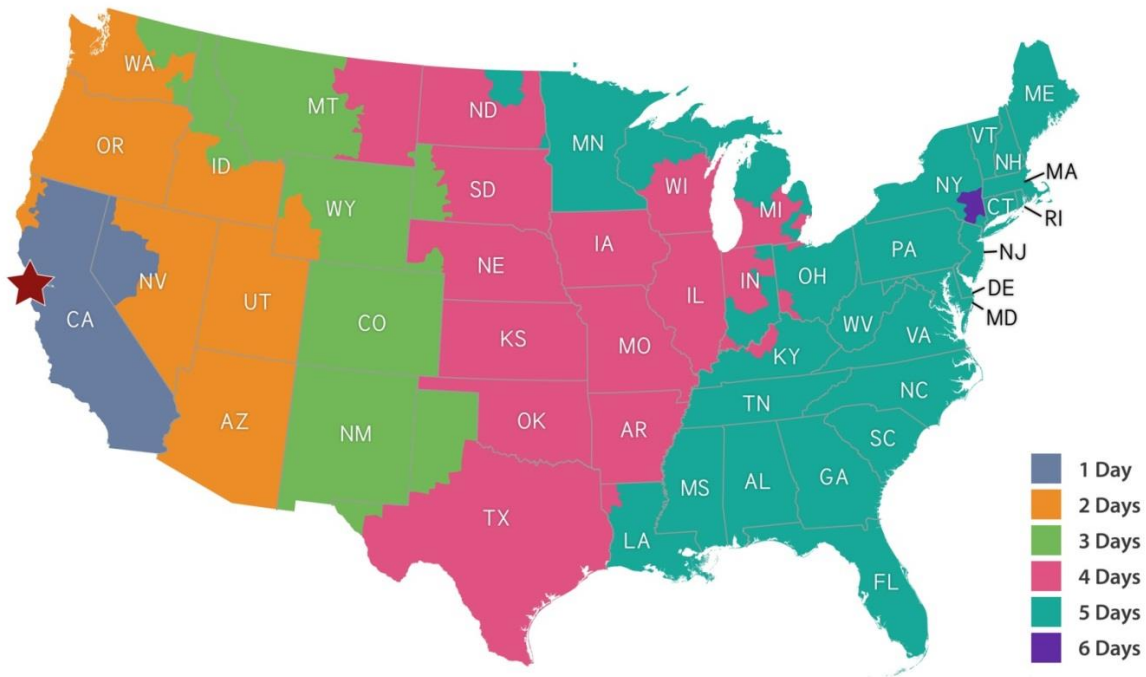 WA
OR
CA
ID
NV
UT
AZ
MT
WY
CO
NM
ND
SD
NE
KS
OK
TX
MN
IA
MO
AR
LA
WI
IL
MI
IN
OH
KY
TN
MS
AL
GA
FL
SC
NC
VA
WV
PA
NY
VT
NH
ME
MA
CT
RI
NJ
DE
MD
1 Day
2 Days
3 Days
4 Days
5 Days
6 Days